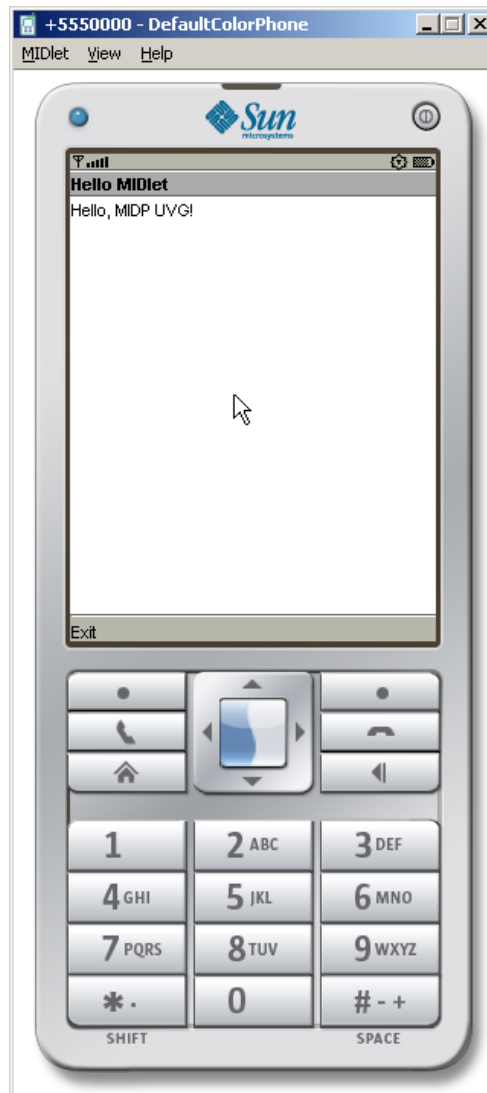 +5550000 - DefaultColorPhone
MIDlet View Help
Sun
microsystems
Hello MIDlet
Hello, MIDP UVG!
Exit
1 2 ABC 3 DEF
4 GHI 5 JKL 6 MNO
7 PQRS 8 TUV 9 WXYZ
* . 0 # - +
SHIFT SPACE